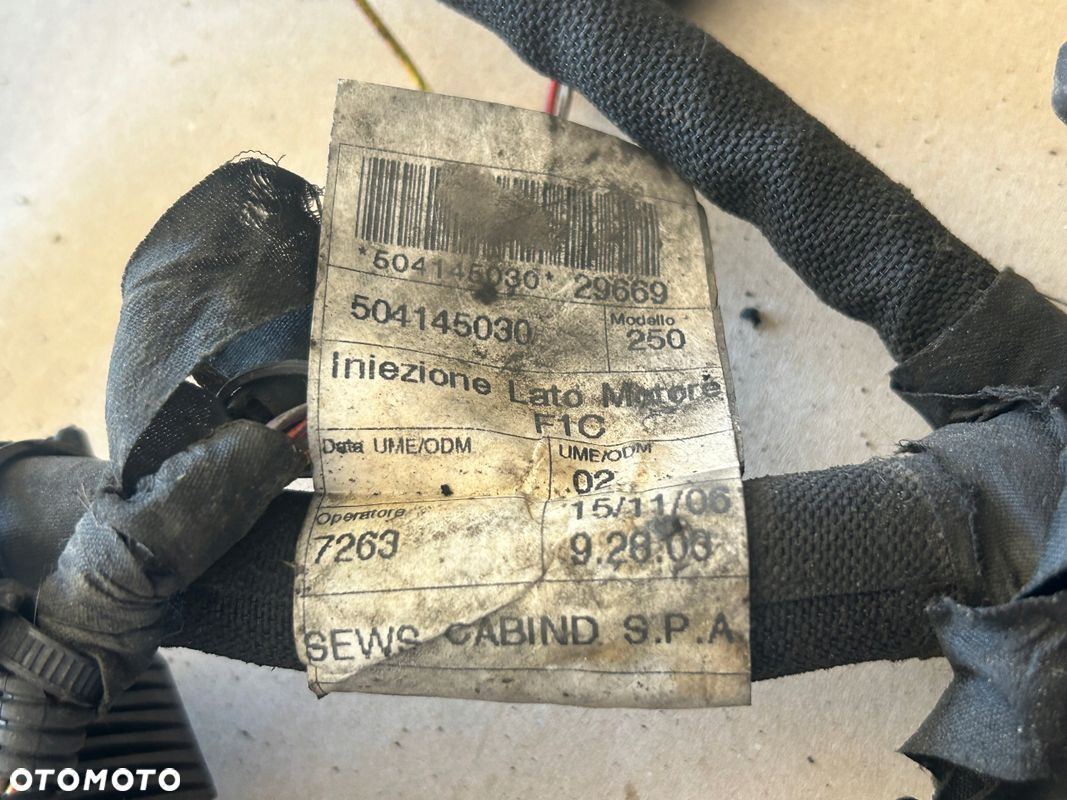 *504145030* 29669
504145030
Modello
250
Iniezione Lato Motore
F1C
Data UME/ODM
UME/ODM
02
Operatore
15/11/06
7263
9.28.03
SEWS CABIND S.P.A.
OTOMOTO